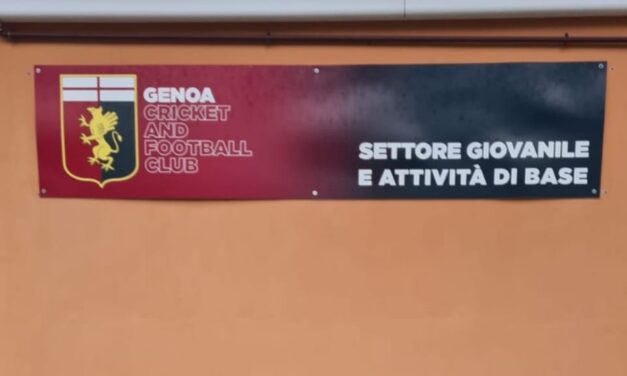 GENOA
CRICKET
AND
FOOTBALL
CLUB
SETTORE GIOVANILE
E ATTIVITÀ DI BASE